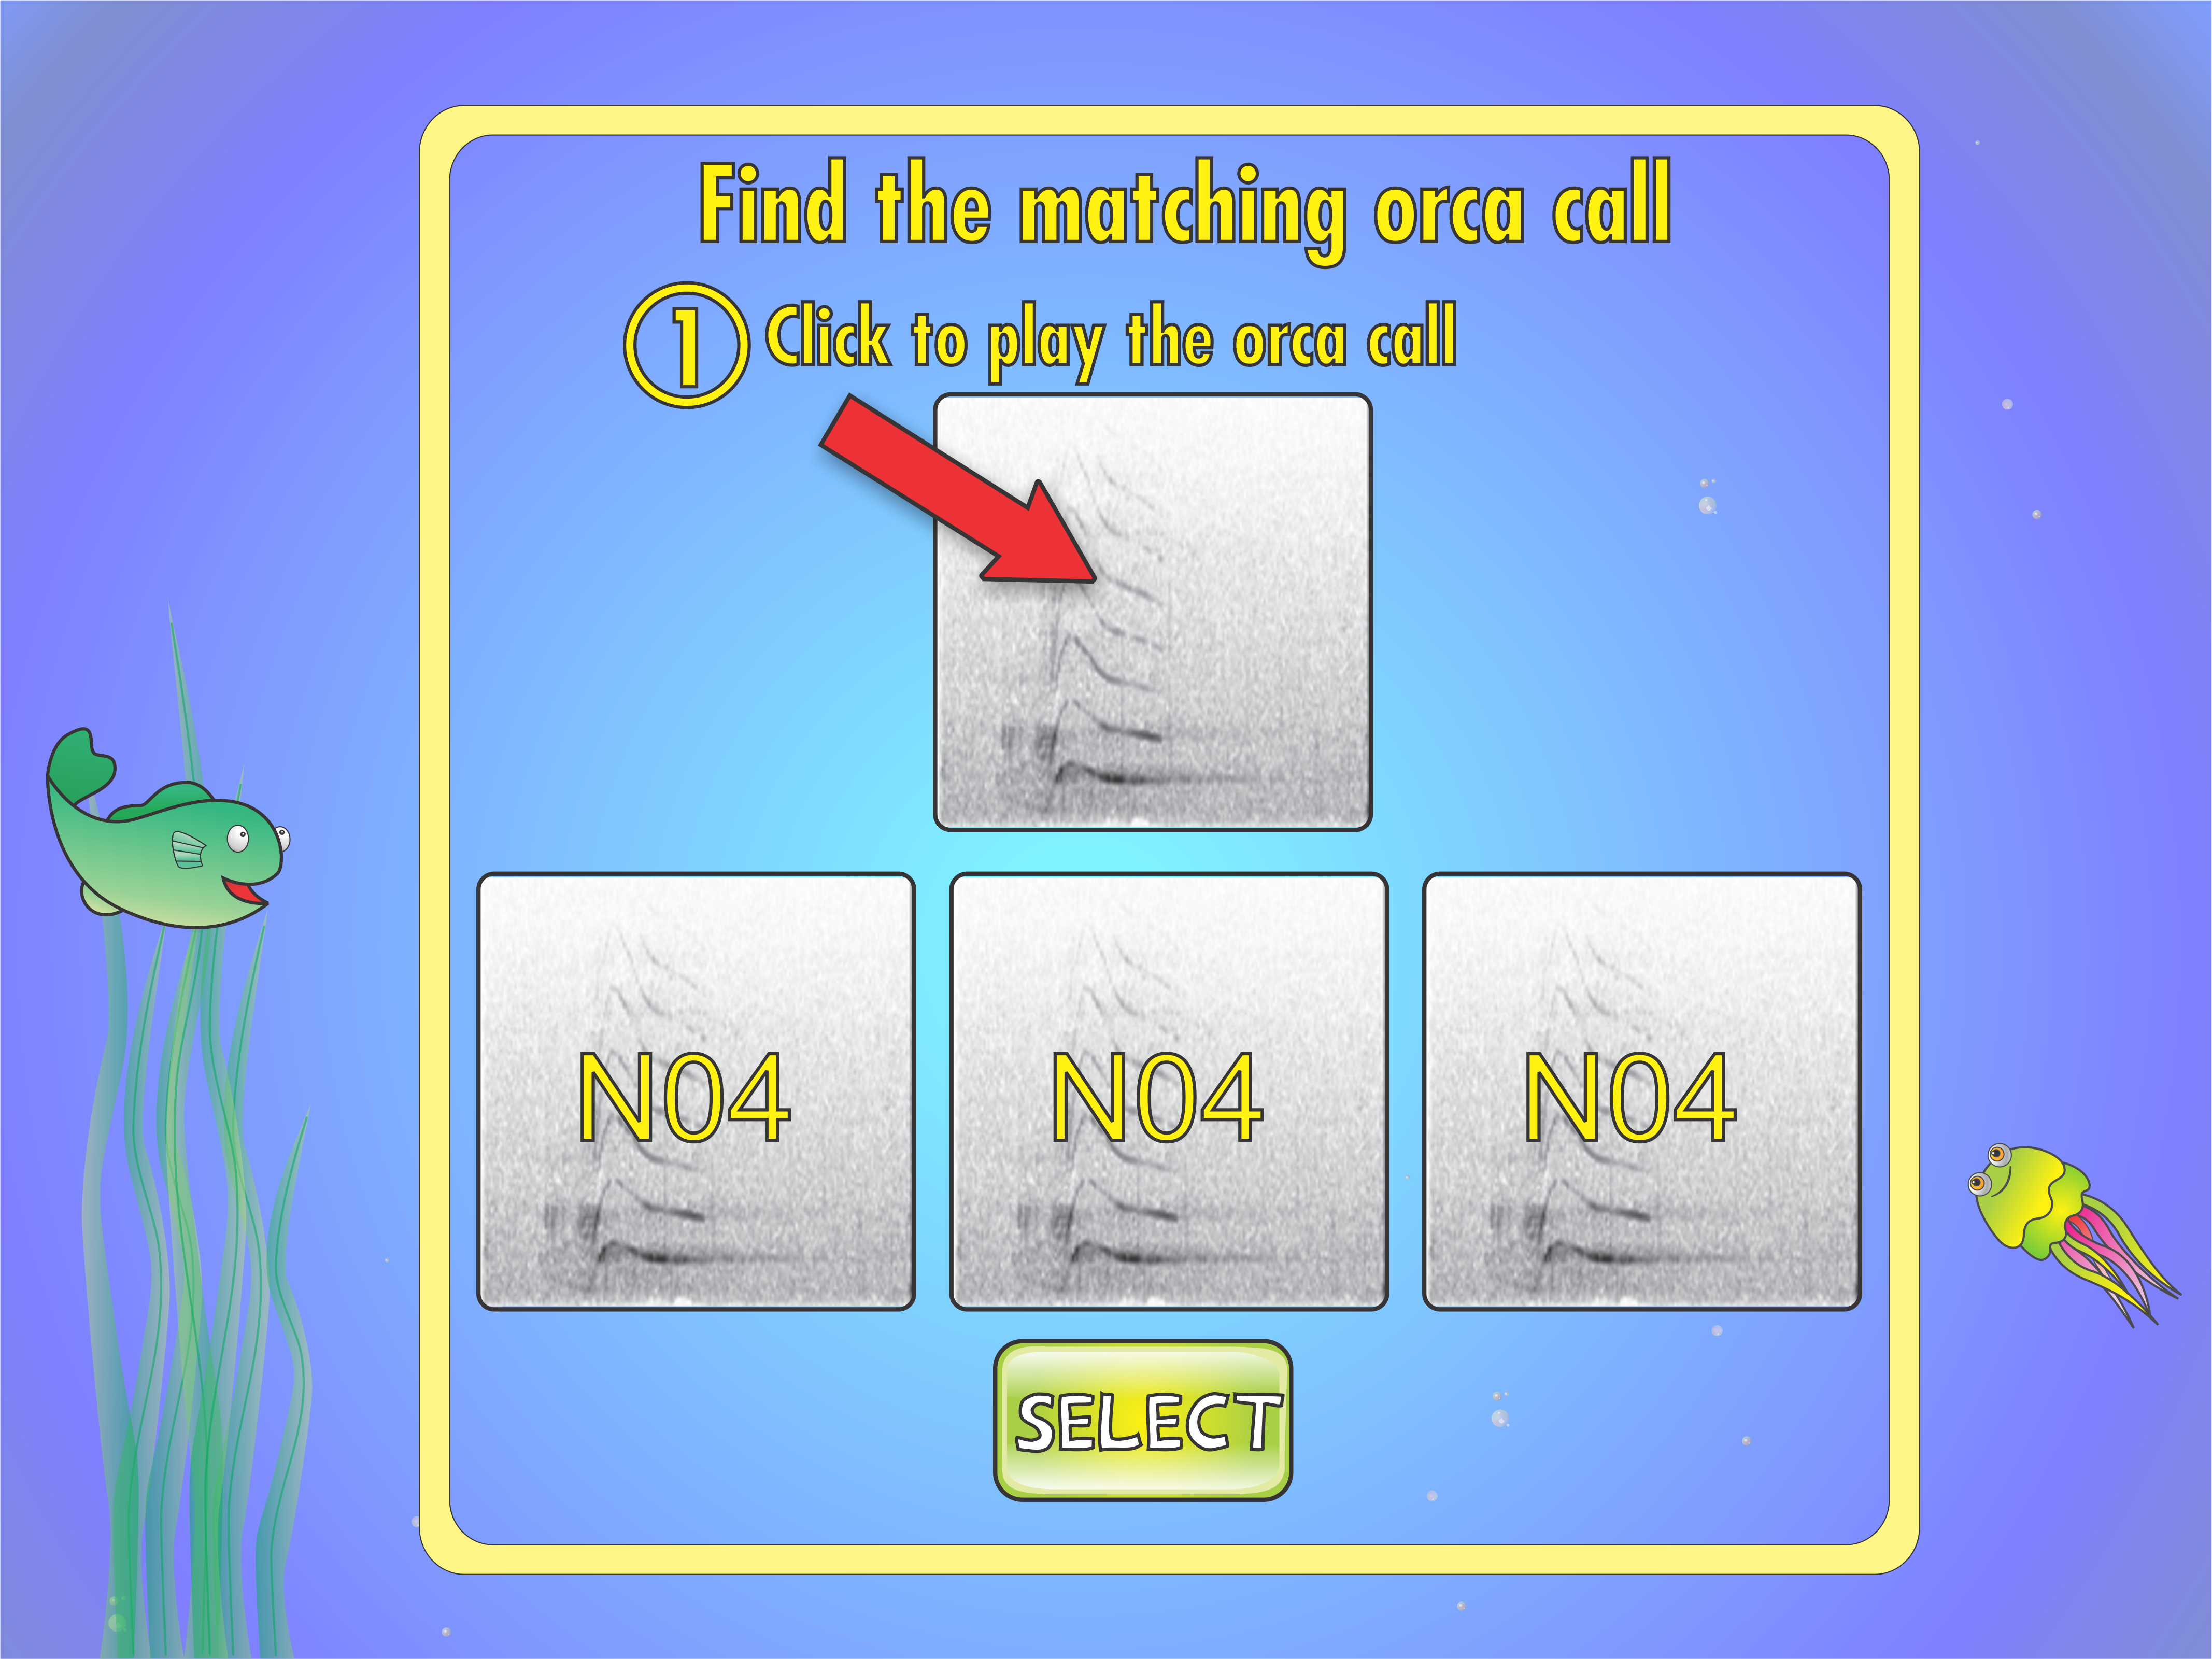 Find the matching orca call
1 Click to play the orca call
N04 N04 N04
SELECT